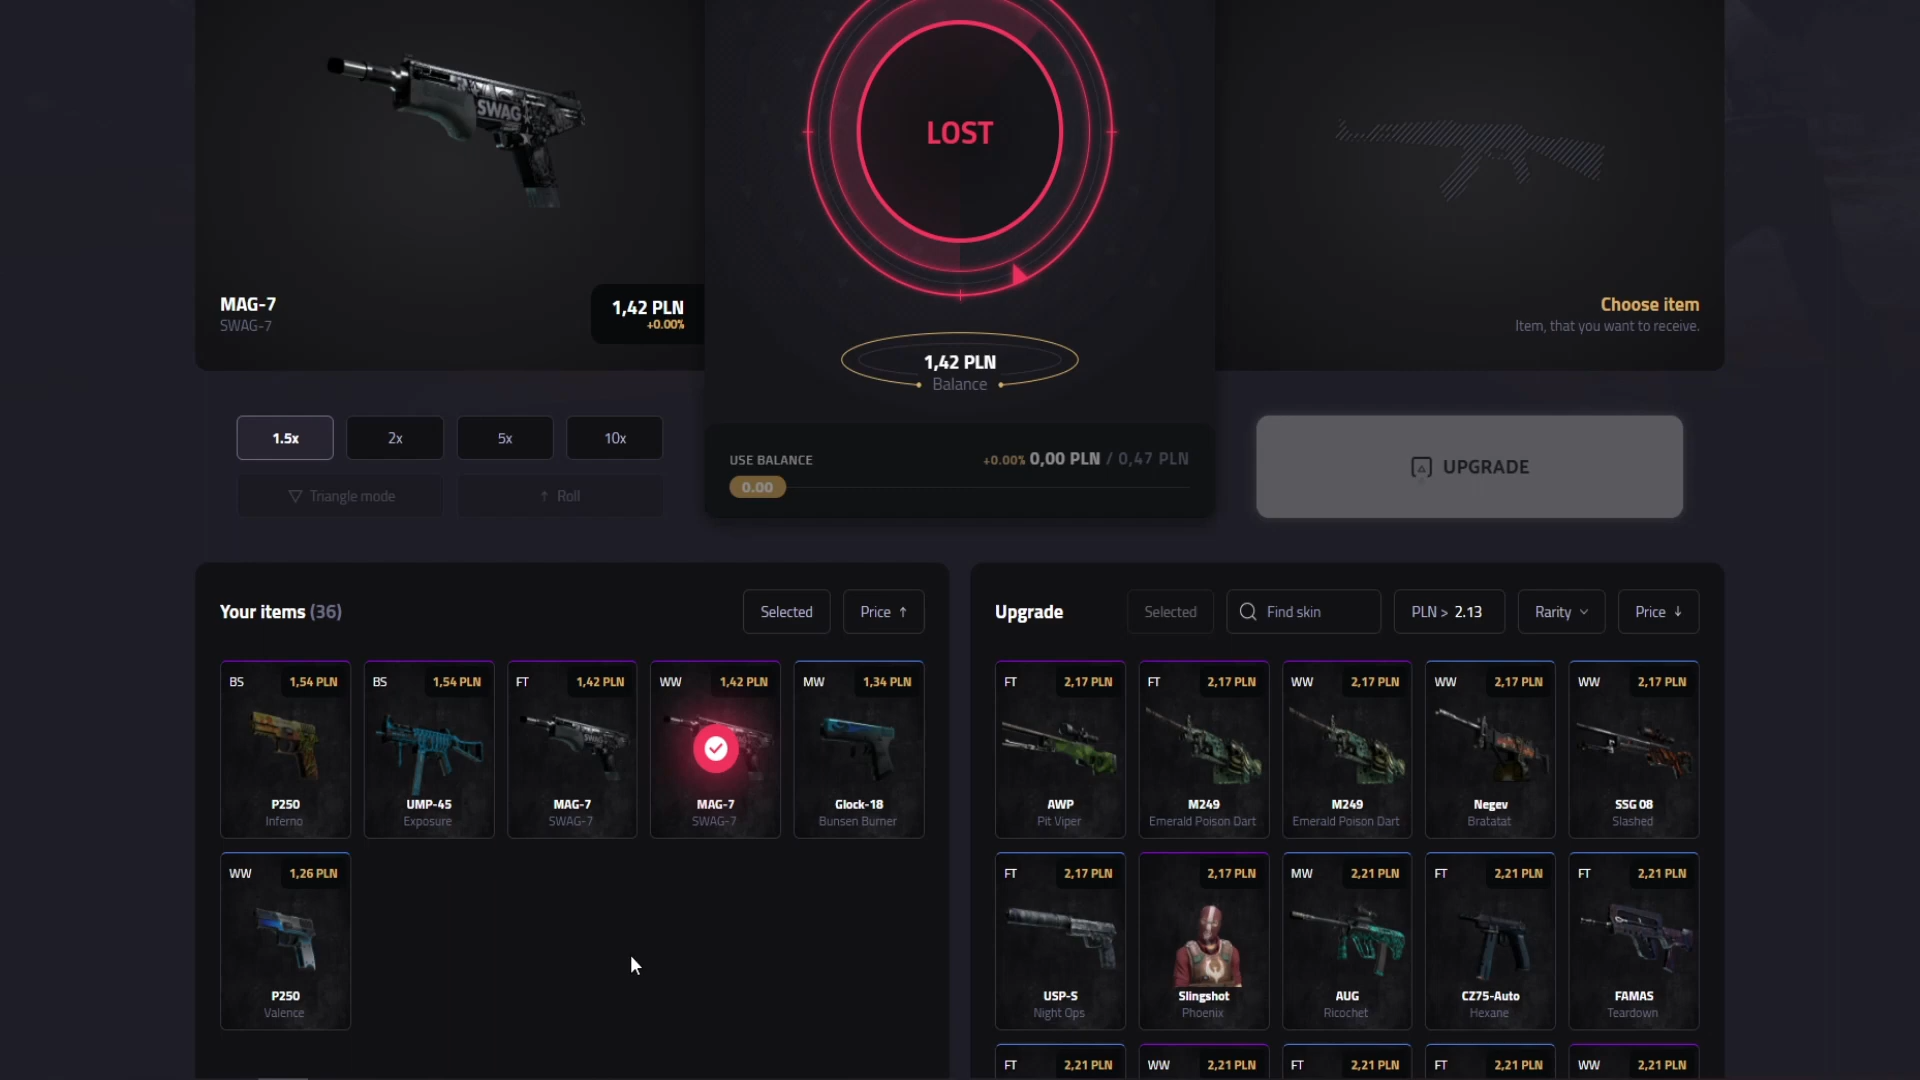 SWAG
LOST
MAG-7
SWAG-7
1,42 PLN
+0.00%
Choose item
Item, that you want to receive.
1,42 PLN
Balance
1.5x
2x
5x
10x
Triangle mode
Roll
USE BALANCE
+0.00% 0,00 PLN / 0,47 PLN
0.00
UPGRADE
Your items (36)
Selected
Price
Upgrade
Selected
Find skin
PLN > 2.13
Rarity
Price
BS 1,54 PLN
P250
Inferno
BS 1,54 PLN
UMP-45
Exposure
FT 1,42 PLN
MAG-7
SWAG-7
WW 1,42 PLN
MAG-7
SWAG-7
MW 1,34 PLN
Glock-18
Bunsen Burner
WW 1,26 PLN
P250
Valence
FT 2,17 PLN
AWP
Pit Viper
FT 2,17 PLN
M249
Emerald Poison Dart
WW 2,17 PLN
M249
Emerald Poison Dart
WW 2,17 PLN
Negev
Bratatat
WW 2,17 PLN
SSG 08
Slashed
FT 2,17 PLN
USP-S
Night Ops
2,17 PLN
Slingshot
Phoenix
MW 2,21 PLN
AUG
Ricochet
FT 2,21 PLN
CZ75-Auto
Hexane
FT 2,21 PLN
FAMAS
Teardown
FT 2,21 PLN
WW 2,21 PLN
FT 2,21 PLN
FT 2,21 PLN
WW 2,21 PLN